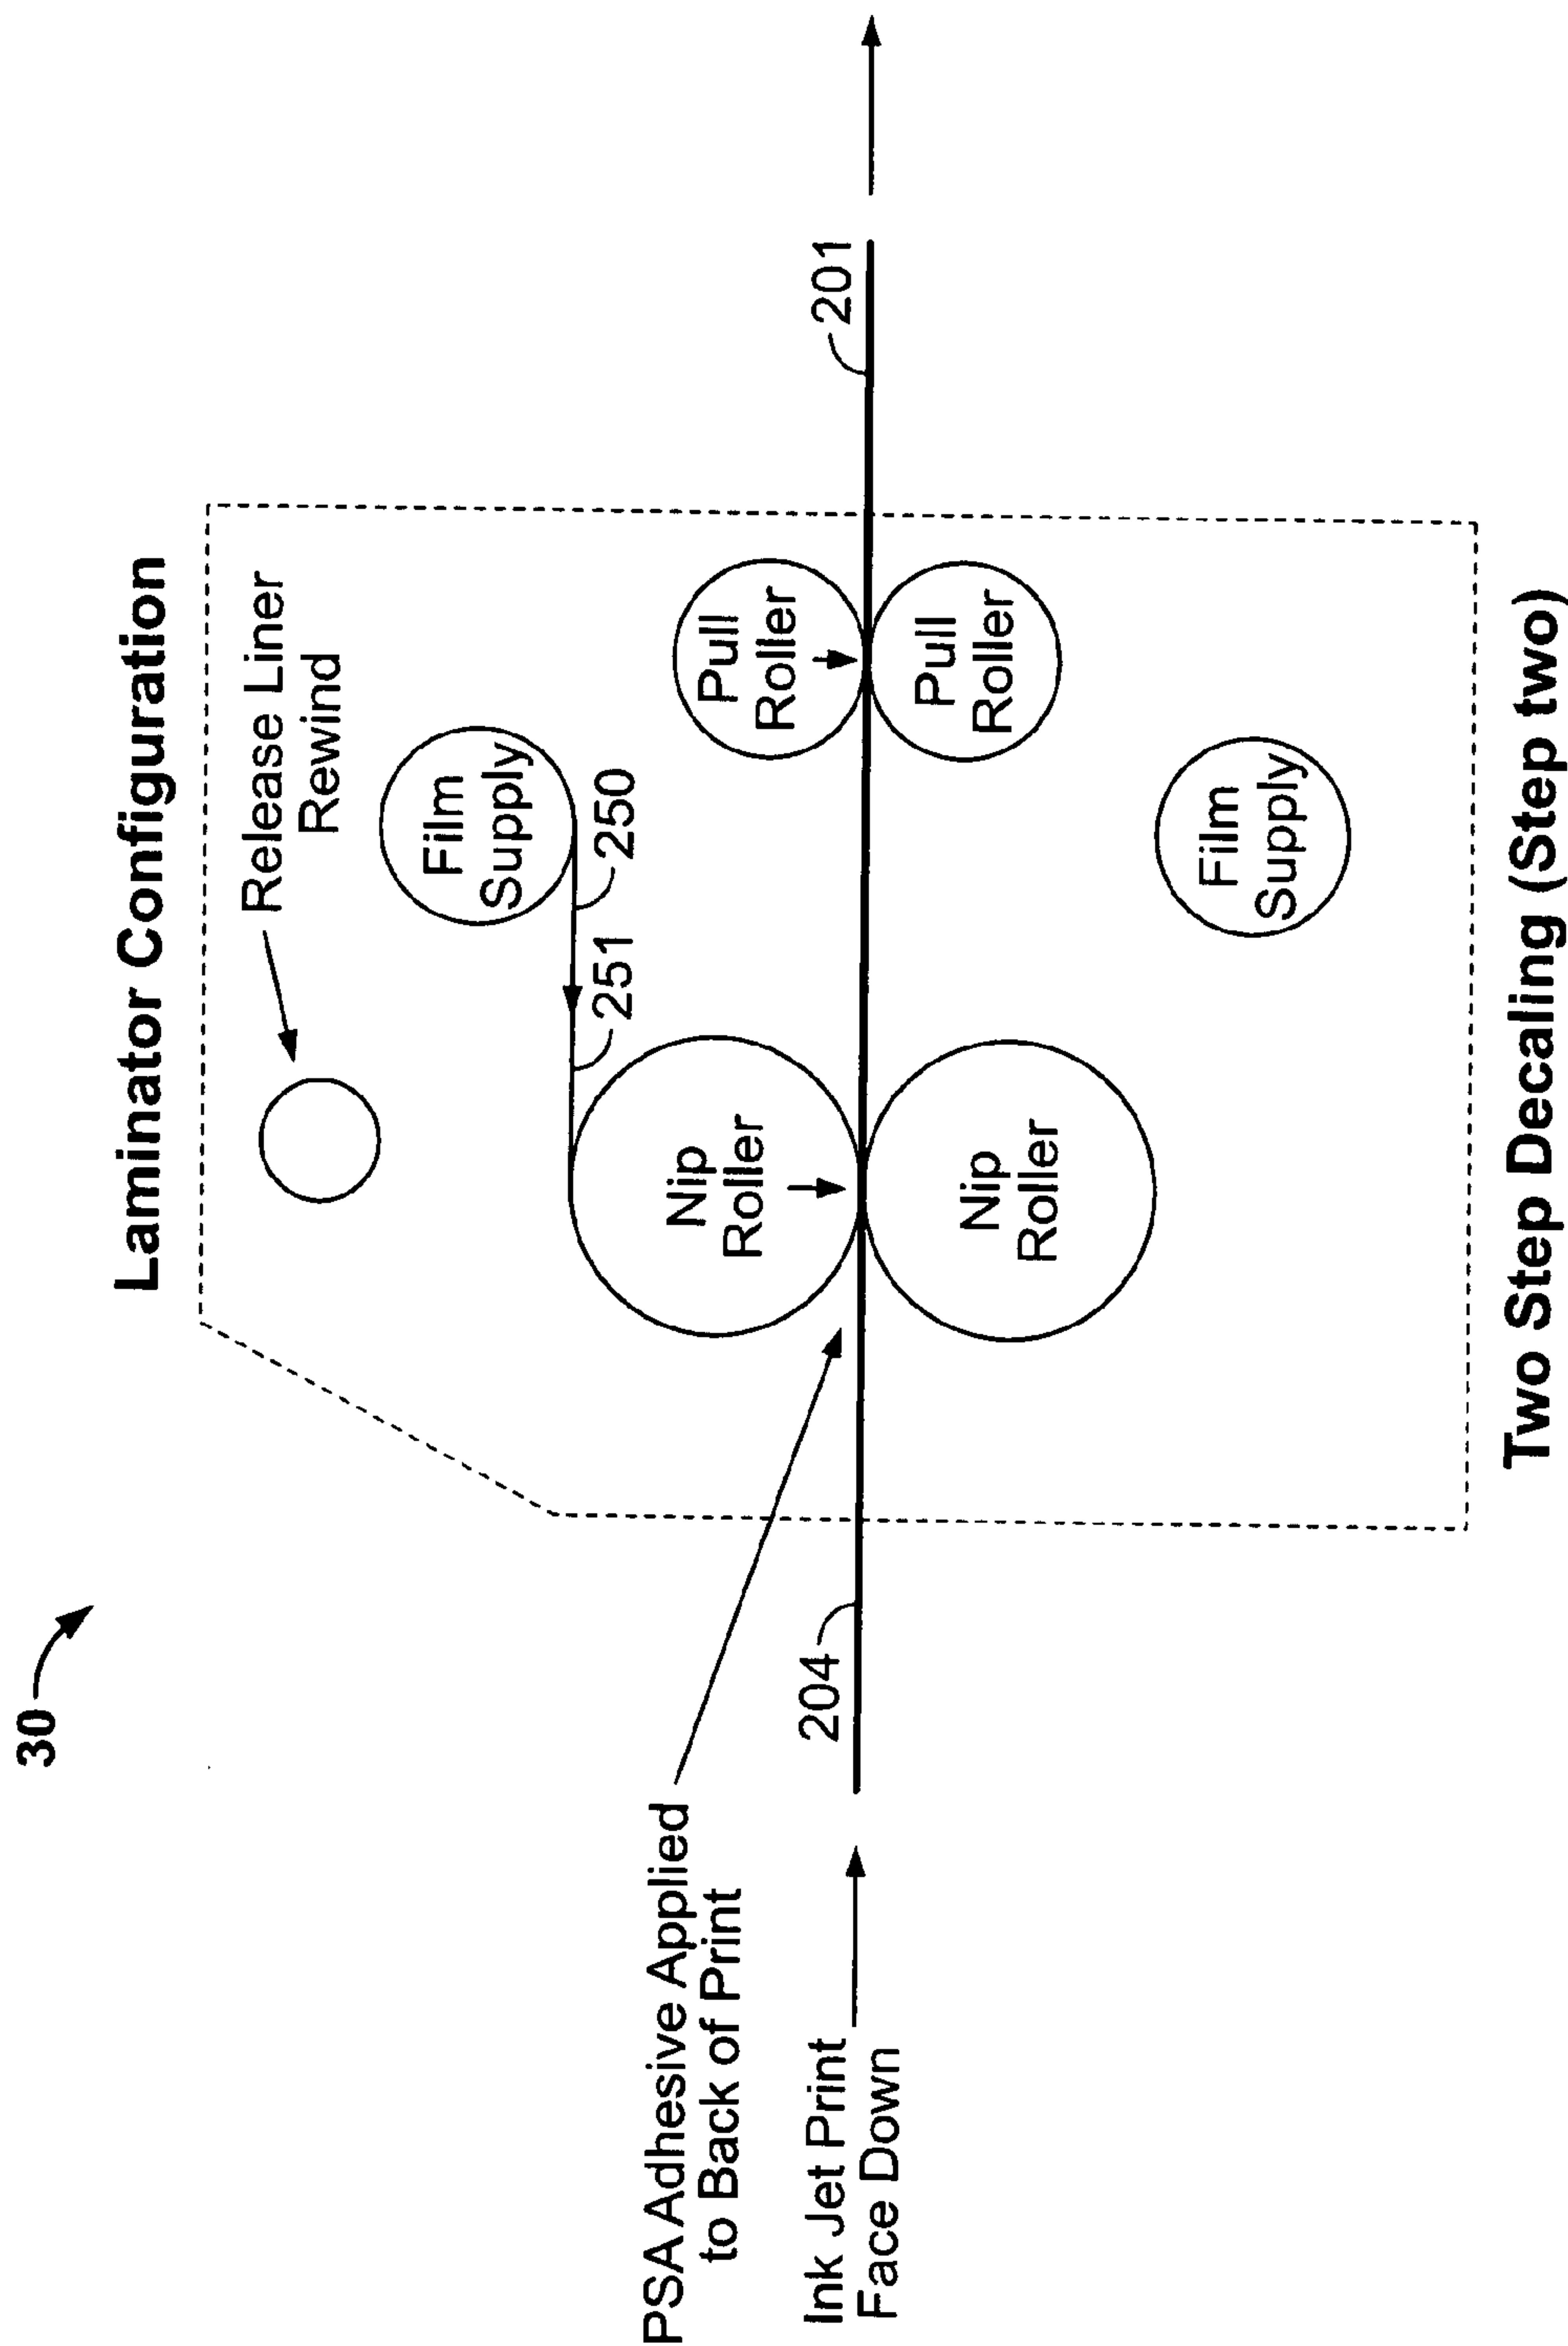 30
Laminator Configuration
Release Liner
Rewind
Film
Supply
250
251
Pull
Roller
Pull
Roller
201
Nip
Roller
Nip
Roller
PSA Adhesive Applied
to Back of Print
204
Ink Jet Print
Face Down
Film
Supply
Two Step Decaling (Step two)